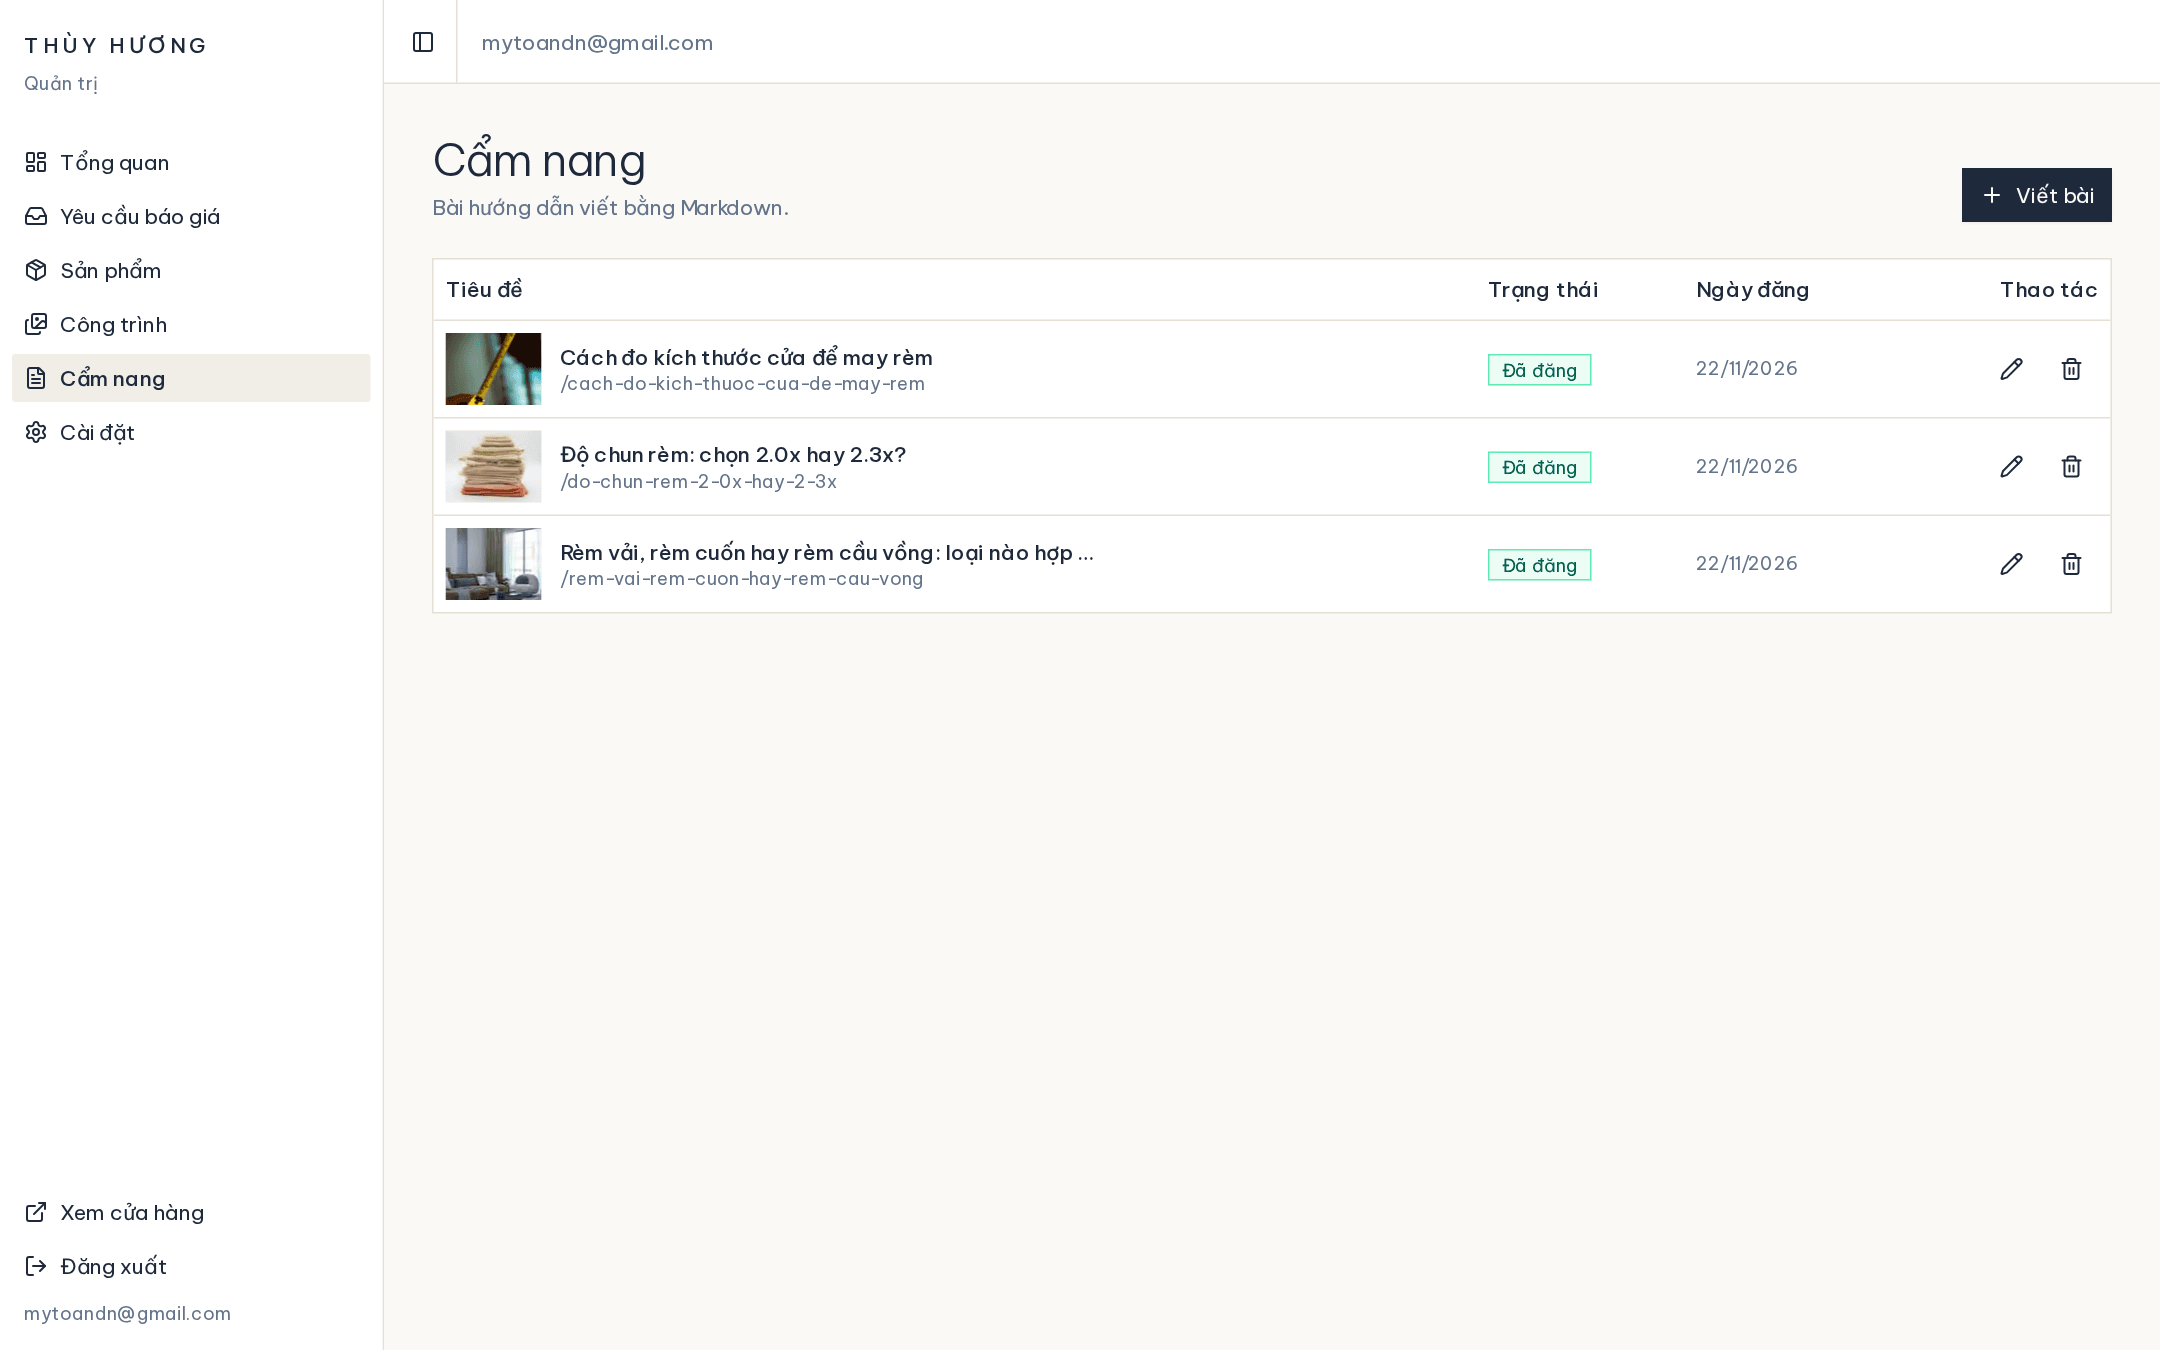 THÙY HƯƠNG
Quản trị
Tổng quan
Yêu cầu báo giá
Sản phẩm
Công trình
Cẩm nang
Cài đặt
Xem cửa hàng
Đăng xuất
mytoandn@gmail.com
mytoandn@gmail.com
Cẩm nang
Bài hướng dẫn viết bằng Markdown.
Viết bài
Tiêu đề Trạng thái Ngày đăng Thao tác
Cách đo kích thước cửa để may rèm
/cach-do-kich-thuoc-cua-de-may-rem
Đã đăng 22/11/2026
Độ chun rèm: chọn 2.0x hay 2.3x?
/do-chun-rem-2-0x-hay-2-3x
Đã đăng 22/11/2026
Rèm vải, rèm cuốn hay rèm cầu vồng: loại nào hợp ...
/rem-vai-rem-cuon-hay-rem-cau-vong
Đã đăng 22/11/2026